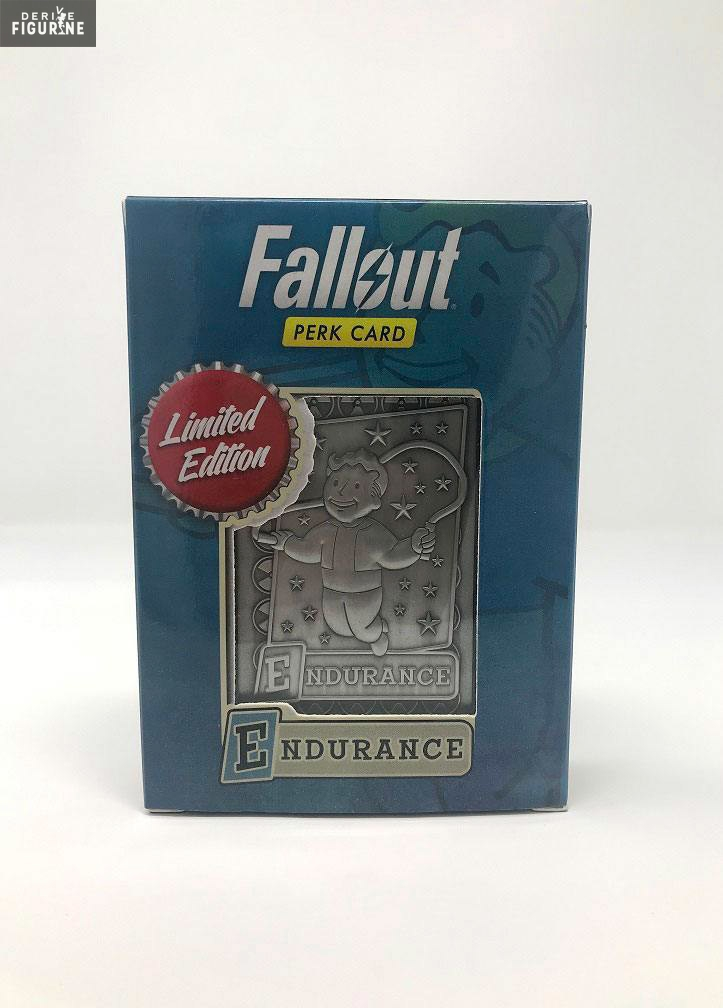 DERIVE
FIGURINE
Fallout
PERK CARD
Limited
Edition
ENDURANCE
ENDURANCE